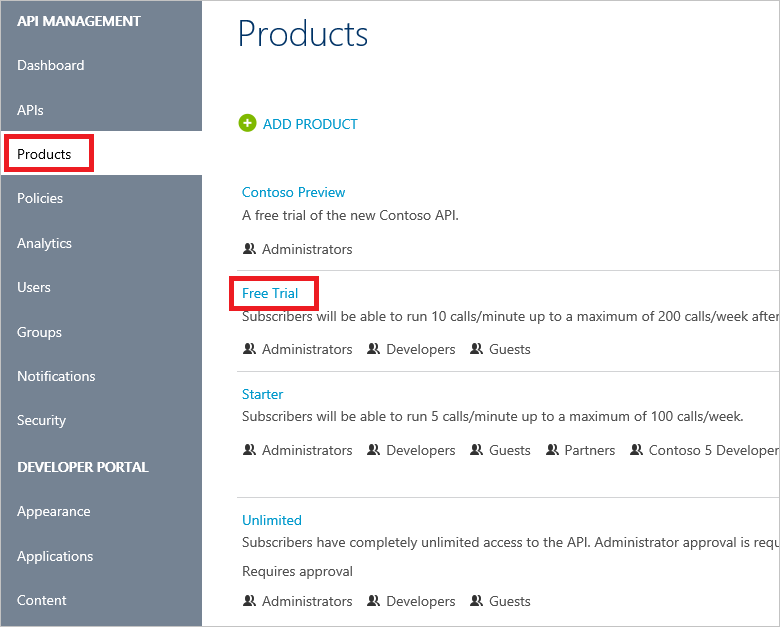 API MANAGEMENT
Dashboard
APIs
Products
Policies
Analytics
Users
Groups
Notifications
Security
DEVELOPER PORTAL
Appearance
Applications
Content
Products
ADD PRODUCT
Contoso Preview
A free trial of the new Contoso API.
Administrators
Free Trial
Subscribers will be able to run 10 calls/minute up to a maximum of 200 calls/week after
Administrators Developers Guests
Starter
Subscribers will be able to run 5 calls/minute up to a maximum of 100 calls/week.
Administrators Developers Guests Partners Contoso 5 Developer
Unlimited
Subscribers have completely unlimited access to the API. Administrator approval is requ
Requires approval
Administrators Developers Guests